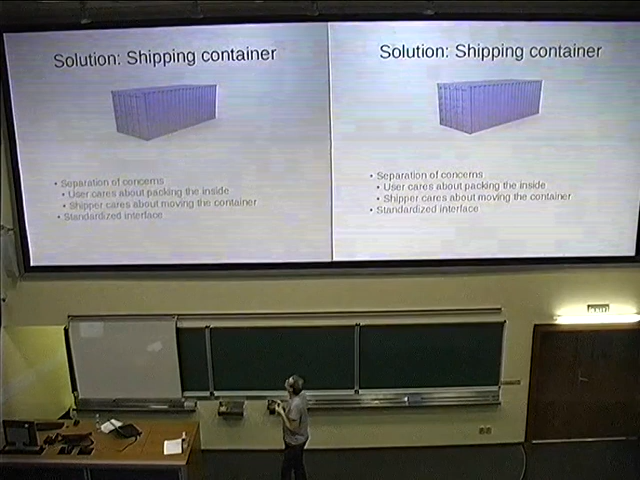 Solution: Shipping container
• Separation of concerns
• User cares about packing the inside
• Shipper cares about moving the container
• Standardized interface
Solution: Shipping container
• Separation of concerns
• User cares about packing the inside
• Shipper cares about moving the container
• Standardized interface